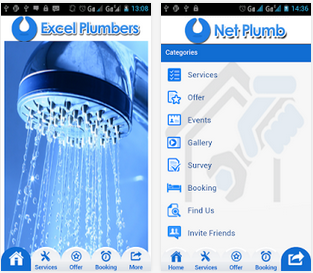 13:08
Excel Plumbers
Services
Offer
Booking
More
14:36
Net Plumb
Categories
Services
Offer
Events
Gallery
Survey
Booking
Find Us
Invite Friends
Home
Services
Offer
Booking